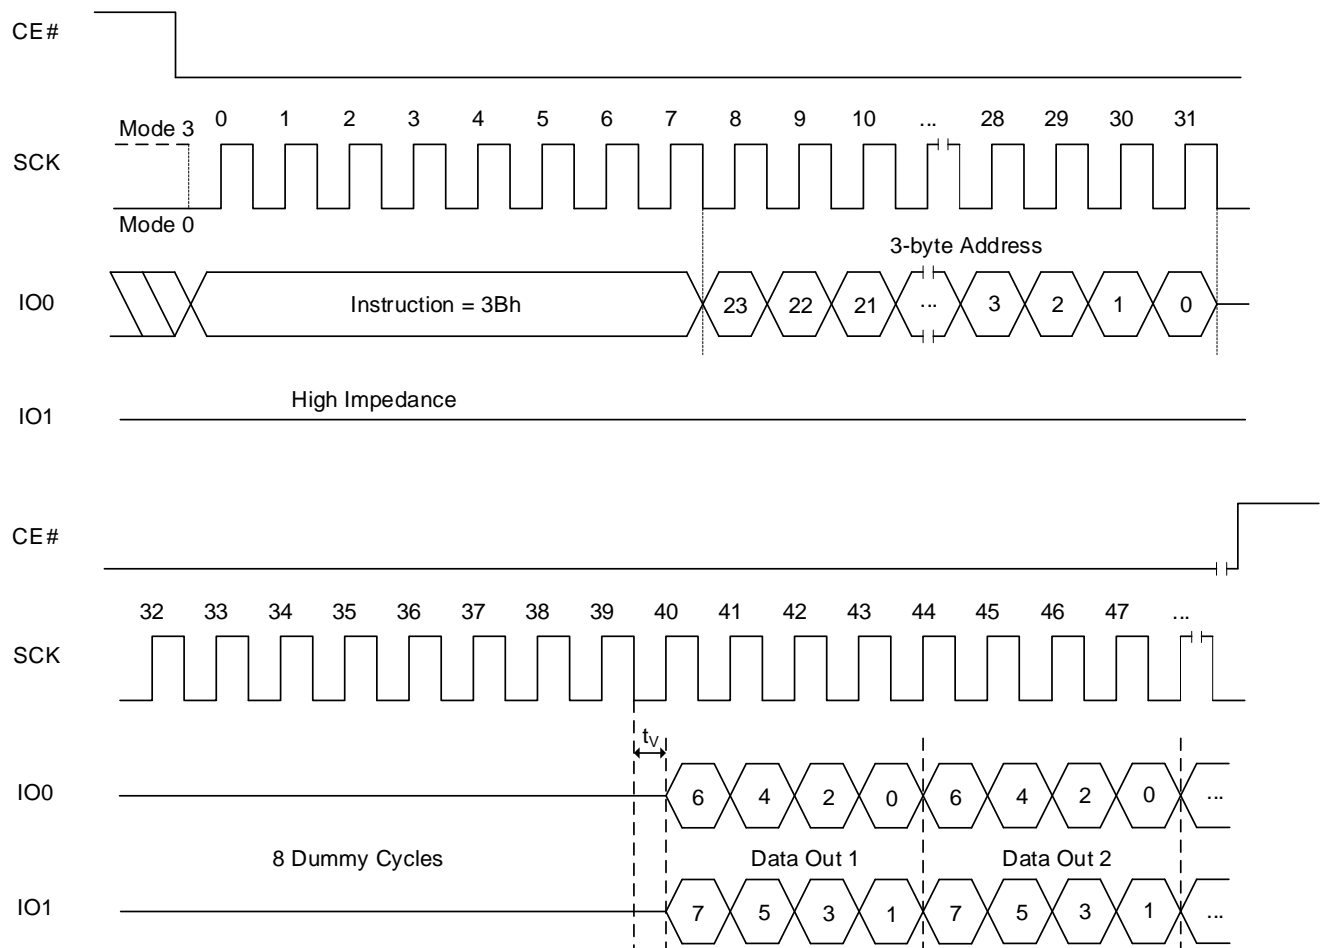 CE#
Mode 3 0 1 2 3 4 5 6 7 8 9 10 ... 28 29 30 31
SCK
Mode 0
3-byte Address
IO0 Instruction = 3Bh 23 22 21 ... 3 2 1 0
High Impedance
IO1
CE#
32 33 34 35 36 37 38 39 40 41 42 43 44 45 46 47 ...
SCK
tV
IO0 6 4 2 0 6 4 2 0 ...
8 Dummy Cycles Data Out 1 Data Out 2
IO1 7 5 3 1 7 5 3 1 ...